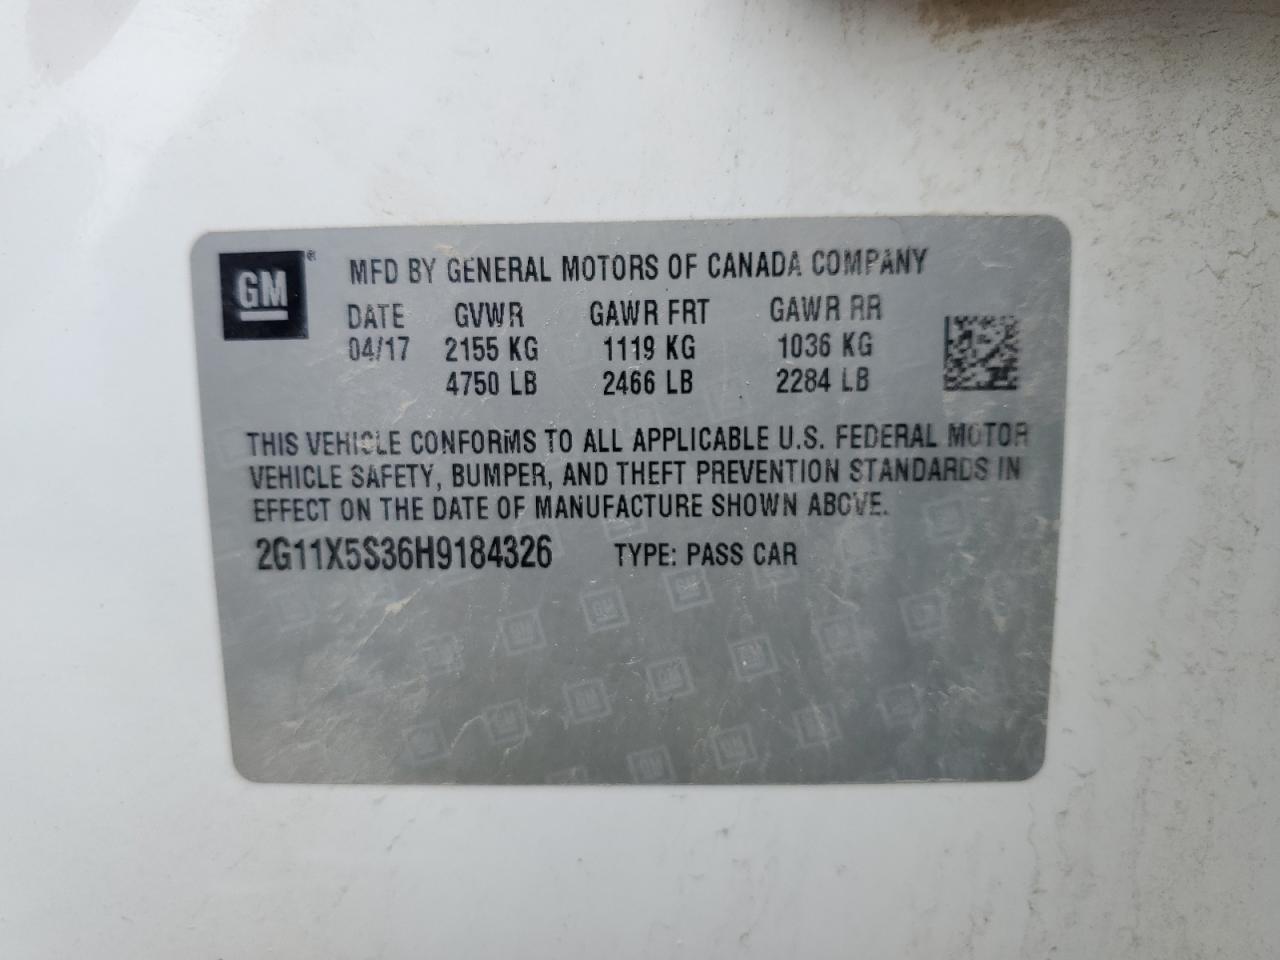 GM®
MFD BY GENERAL MOTORS OF CANADA COMPANY
DATE GVWR GAWR FRT GAWR RR
04/17 2155 KG 1119 KG 1036 KG
4750 LB 2466 LB 2284 LB
THIS VEHICLE CONFORMS TO ALL APPLICABLE U.S. FEDERAL MOTOR
VEHICLE SAFETY, BUMPER, AND THEFT PREVENTION STANDARDS IN
EFFECT ON THE DATE OF MANUFACTURE SHOWN ABOVE.
2G11X5S36H9184326 TYPE: PASS CAR